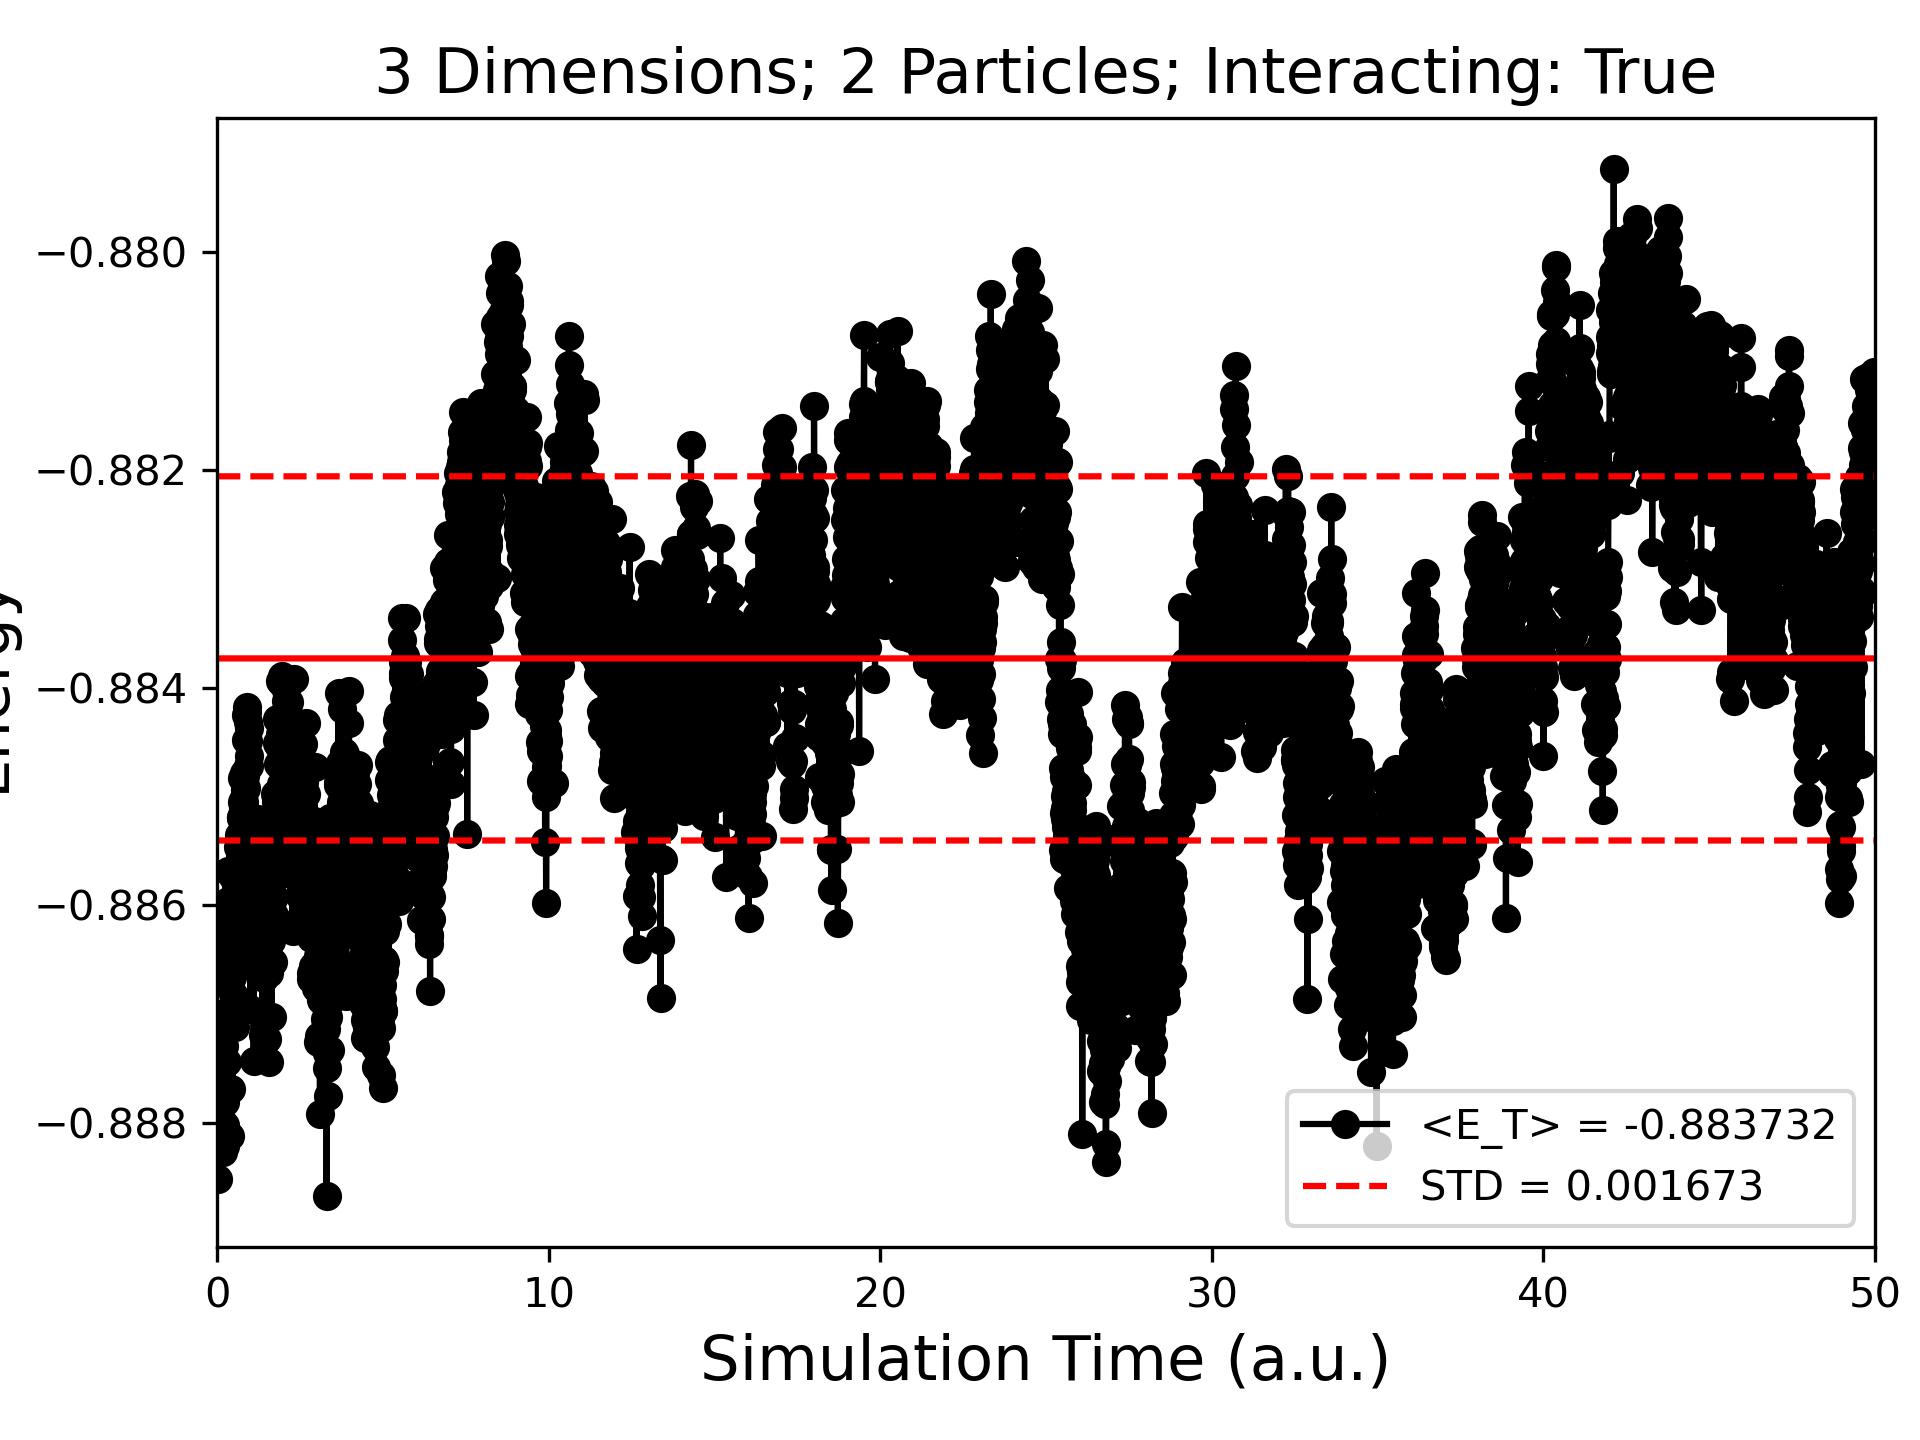 3 Dimensions; 2 Particles; Interacting: True
Energy
−0.880
−0.882
−0.884
−0.886
−0.888
<E_T> = -0.883732
STD = 0.001673
0 10 20 30 40 50
Simulation Time (a.u.)